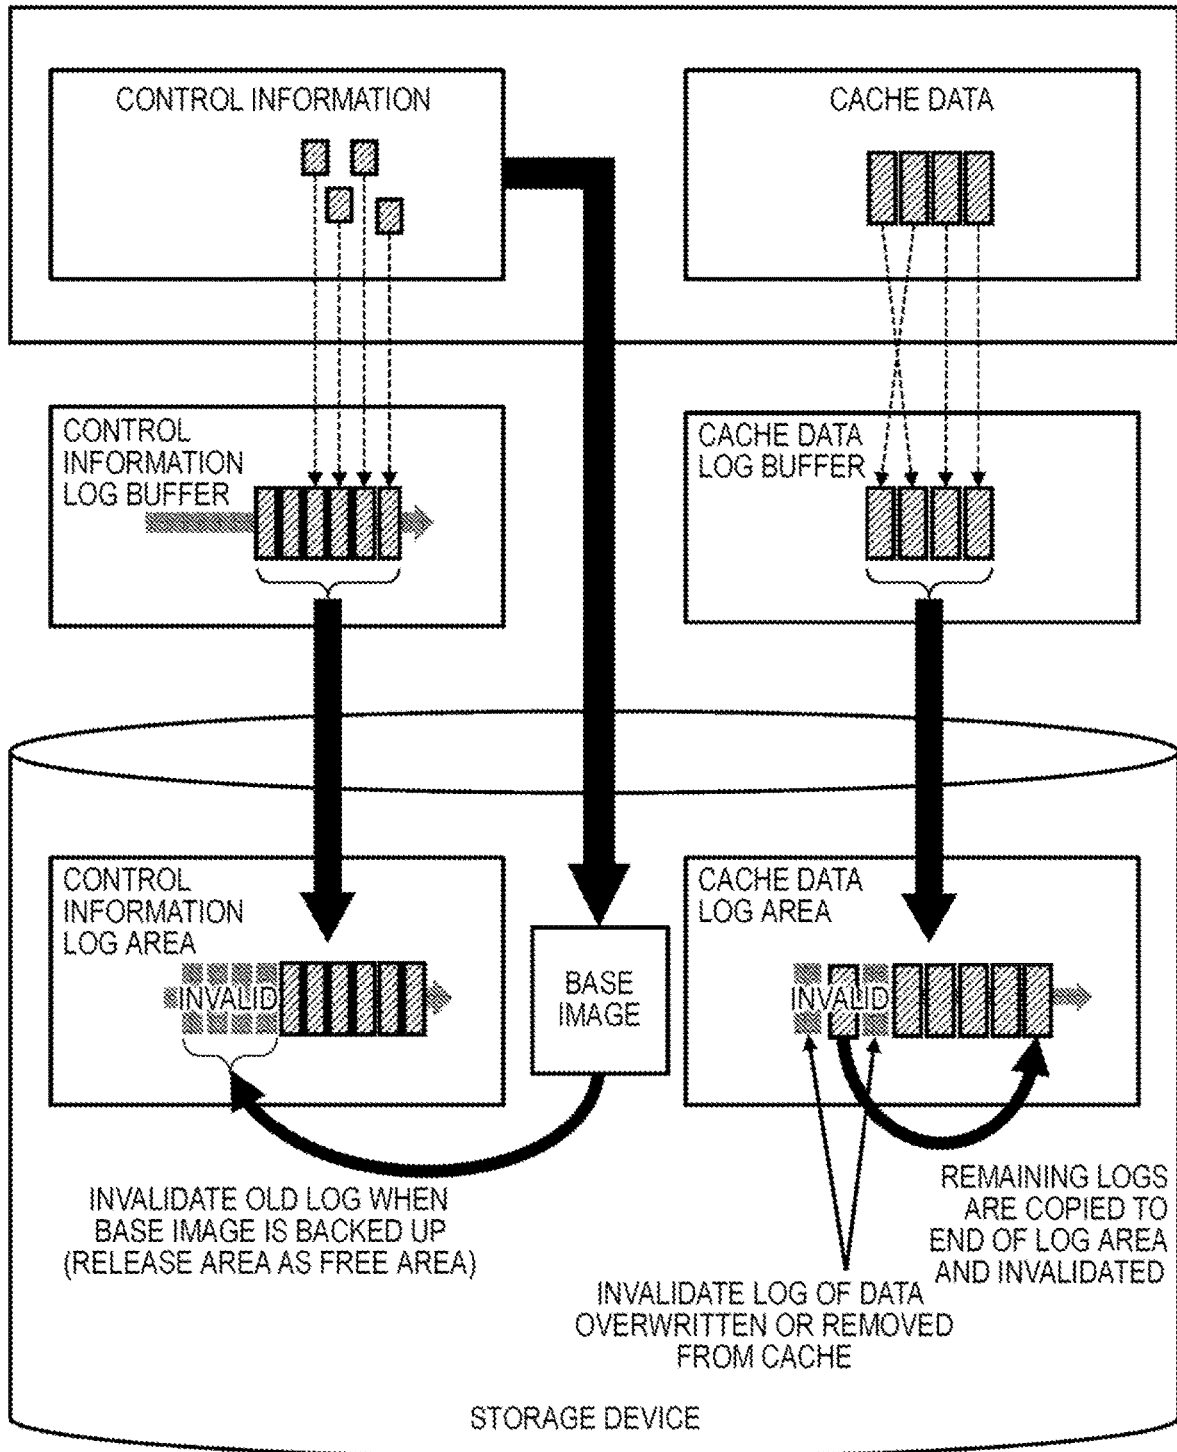 CONTROL INFORMATION
CACHE DATA
CONTROL
INFORMATION
LOG BUFFER
CACHE DATA
LOG BUFFER
CONTROL
INFORMATION
LOG AREA
INVALID
BASE
IMAGE
CACHE DATA
LOG AREA
INVALID
INVALIDATE OLD LOG WHEN
BASE IMAGE IS BACKED UP
(RELEASE AREA AS FREE AREA)
REMAINING LOGS
ARE COPIED TO
END OF LOG AREA
AND INVALIDATED
INVALIDATE LOG OF DATA
OVERWRITTEN OR REMOVED
FROM CACHE
STORAGE DEVICE